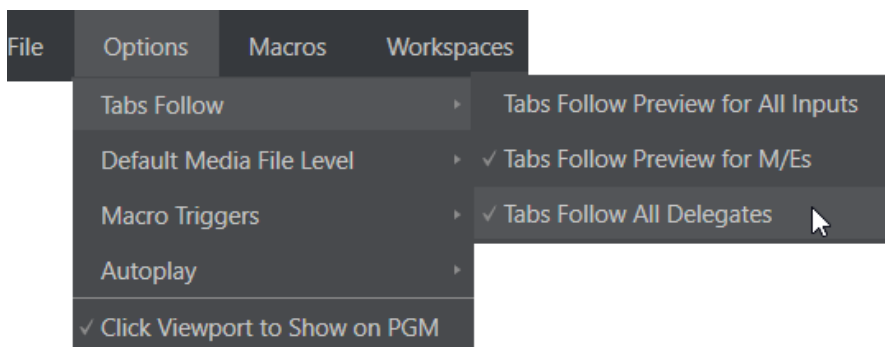 File Options Macros Workspaces
Tabs Follow
Default Media File Level
Macro Triggers
Autoplay
✓ Click Viewport to Show on PGM
Tabs Follow Preview for All Inputs
✓ Tabs Follow Preview for M/Es
✓ Tabs Follow All Delegates